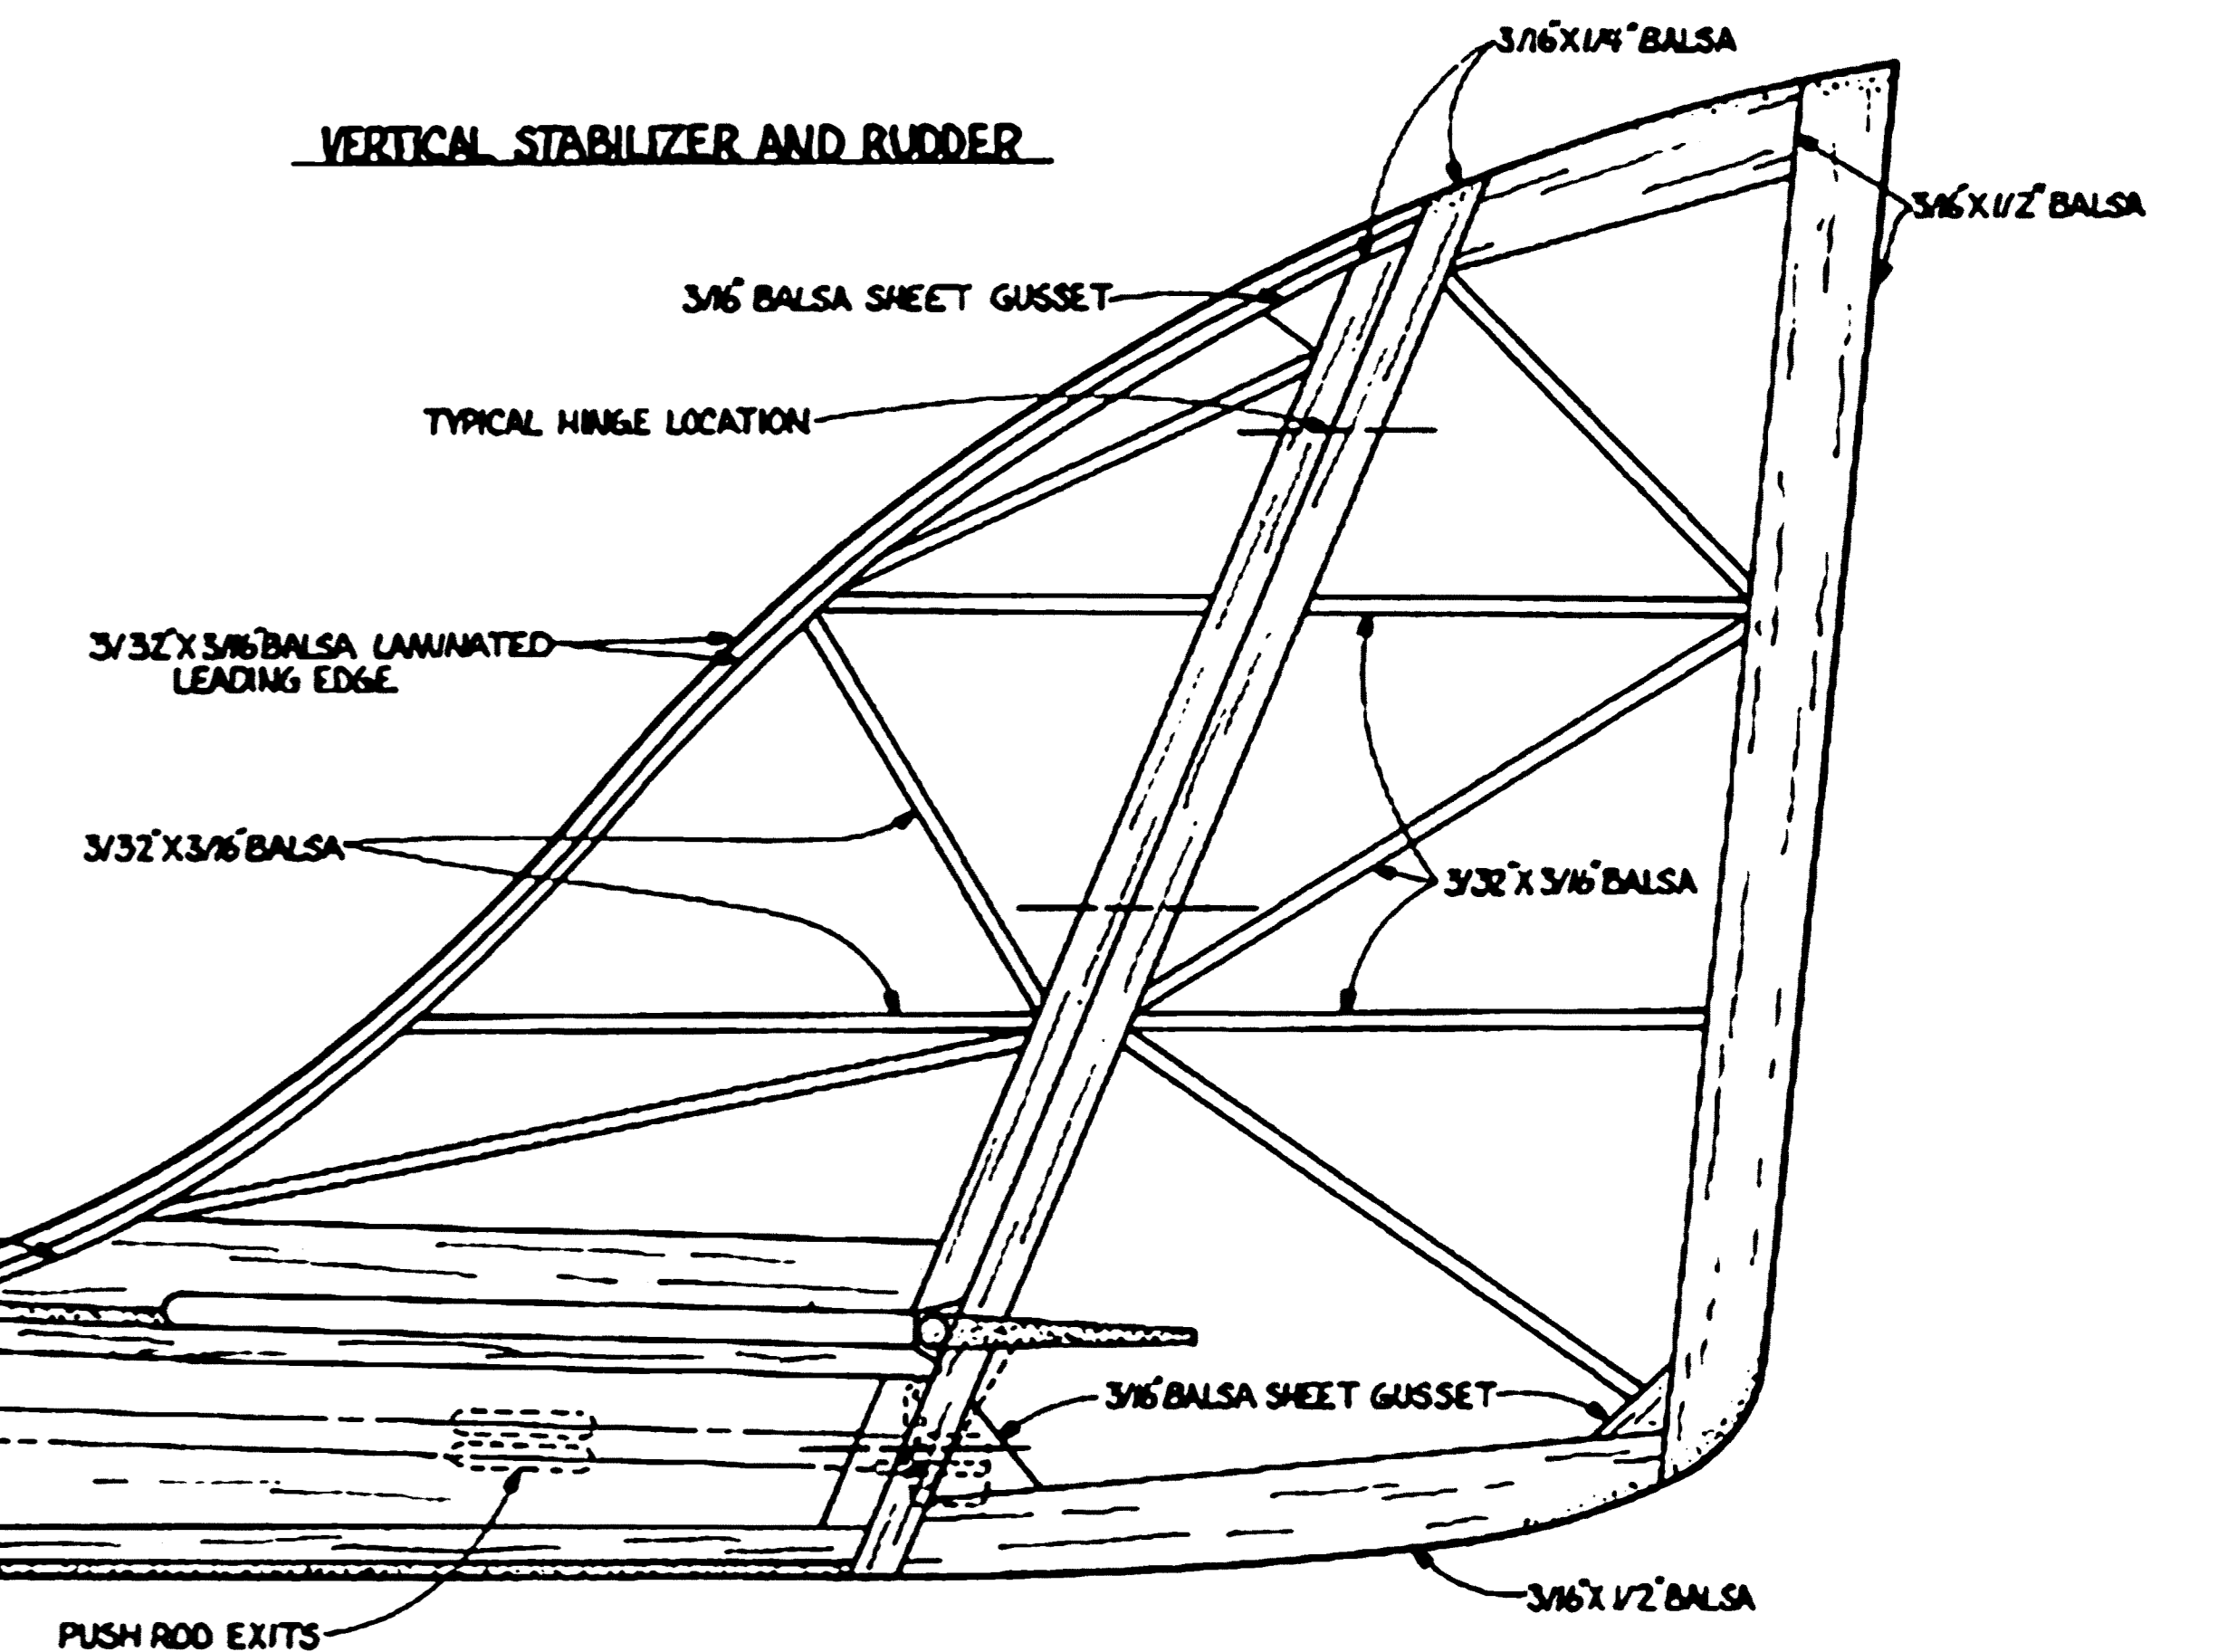 3/16"X1/4" BALSA
VERTICAL STABILIZER AND RUDDER
3/16"X1/2" BALSA
3/16" BALSA SHEET GUSSET
TYPICAL HINGE LOCATION
3/32"X3/16" BALSA LAMINATED
LEADING EDGE
3/32"X3/16" BALSA
3/32"X3/16" BALSA
3/16" BALSA SHEET GUSSET
3/16"X1/2" BALSA
PUSH ROD EXITS